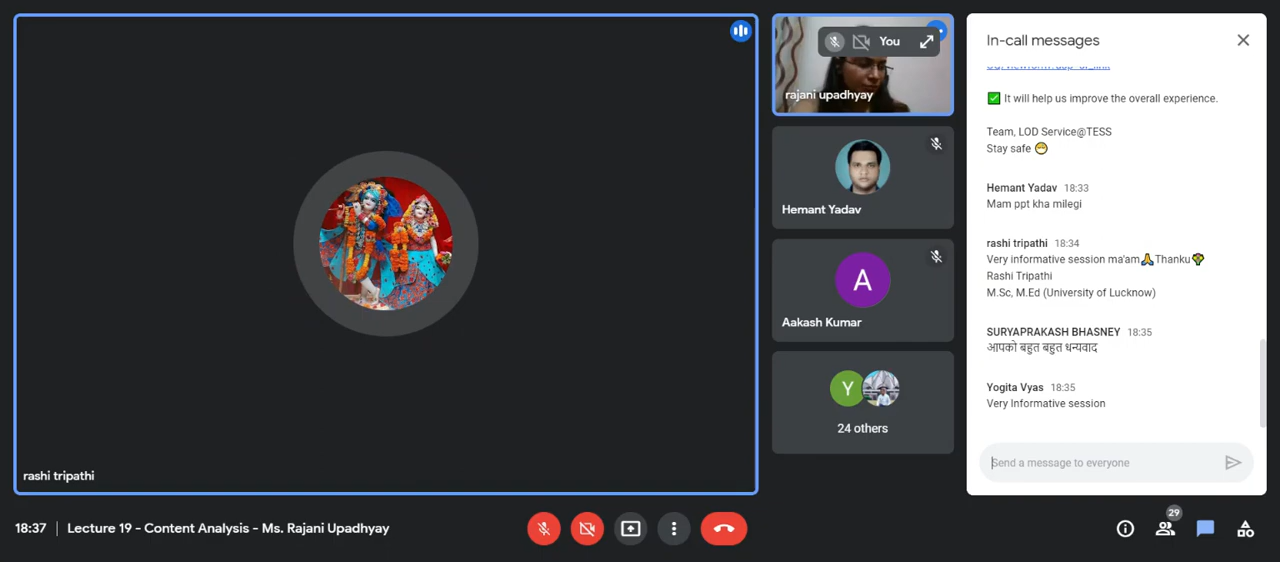 rashi tripathi
You
rajani upadhyay
Hemant Yadav
A
Aakash Kumar
Y
24 others
In-call messages
✅ It will help us improve the overall experience.
Team, LOD Service@TESS
Stay safe 😁
Hemant Yadav 18:33
Mam ppt kha milegi
rashi tripathi 18:34
Very informative session ma'am🙏Thanku💐
Rashi Tripathi
M.Sc, M.Ed (University of Lucknow)
SURYAPRAKASH BHASNEY 18:35
आपको बहुत बहुत धन्यवाद
Yogita Vyas 18:35
Very Informative session
Send a message to everyone
18:37 | Lecture 19 - Content Analysis - Ms. Rajani Upadhyay
29